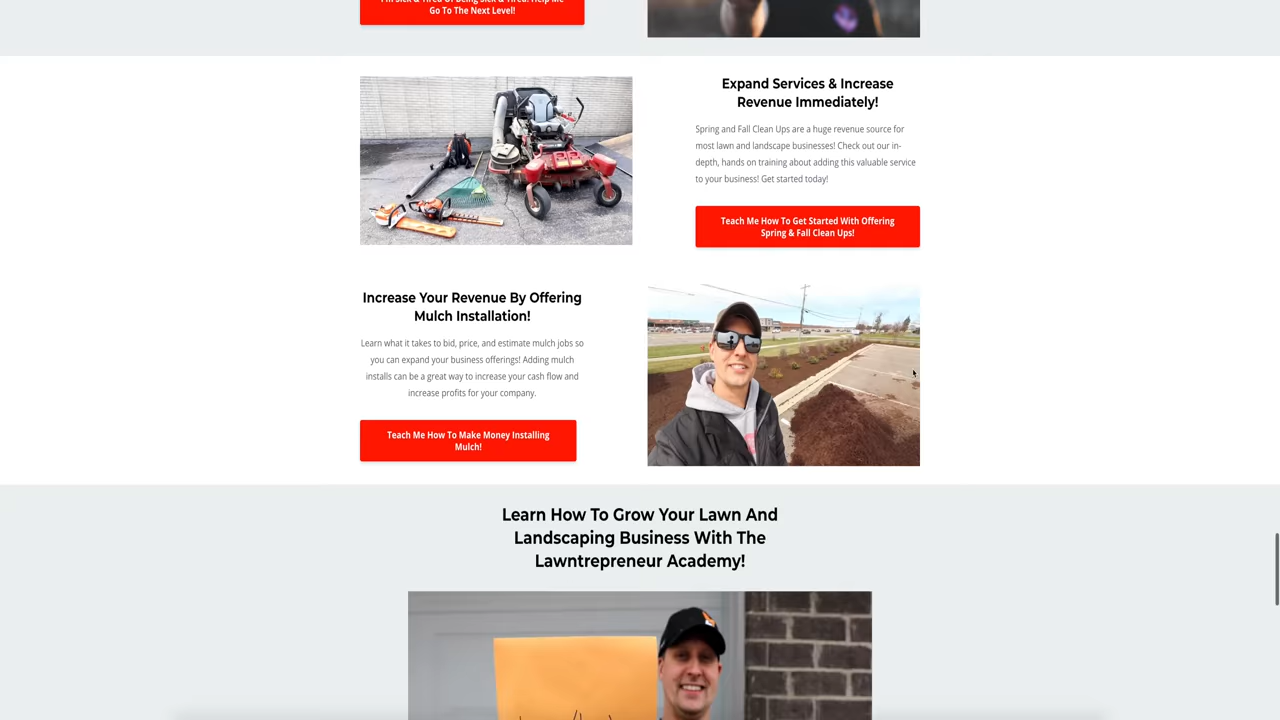 Go To The Next Level!
Expand Services & Increase
Revenue Immediately!
Spring and Fall Clean Ups are a huge revenue source for
most lawn and landscape businesses! Check out our in-
depth, hands on training about adding this valuable service
to your business! Get started today!
Teach Me How To Get Started With Offering
Spring & Fall Clean Ups!
Increase Your Revenue By Offering
Mulch Installation!
Learn what it takes to bid, price, and estimate mulch jobs so
you can expand your business offerings! Adding mulch
installs can be a great way to increase your cash flow and
increase profits for your company.
Teach Me How To Make Money Installing
Mulch!
Learn How To Grow Your Lawn And
Landscaping Business With The
Lawntrepreneur Academy!